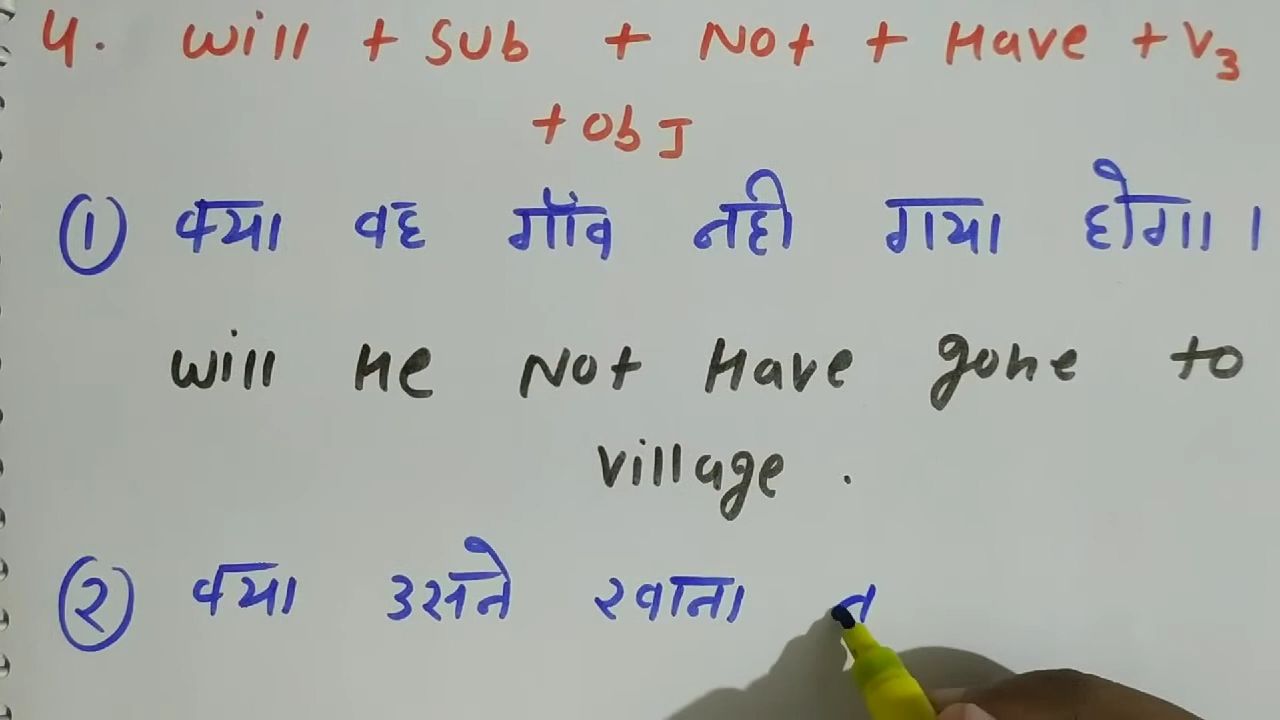 4. Will + Sub + Not + Have + V3
+ Obj
① क्या वह गाँव नही गया होगा।
Will He Not Have gone to
village.
② क्या उसने खाना न